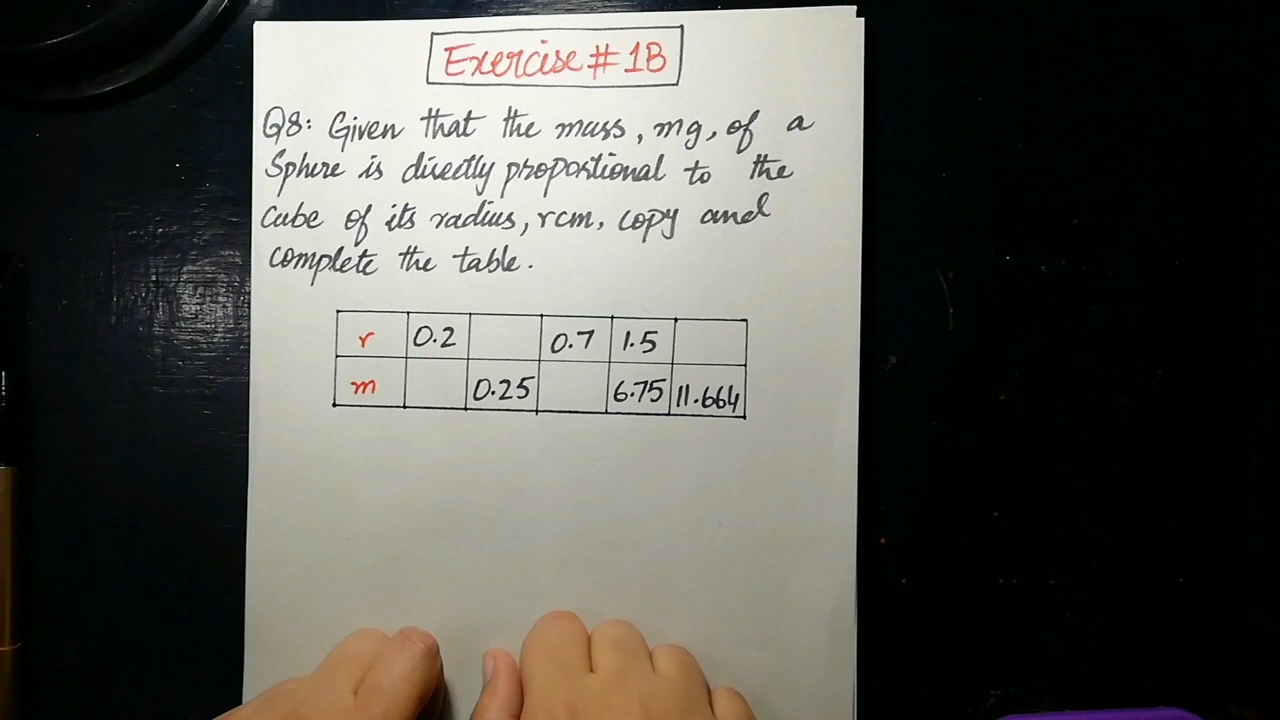 Exercise # 1B
Q8: Given that the mass, mg, of a
Sphere is directly proportional to the
Cube of its radius, rcm, copy and
complete the table.
r 0.2 0.7 1.5
m 0.25 6.75 11.664